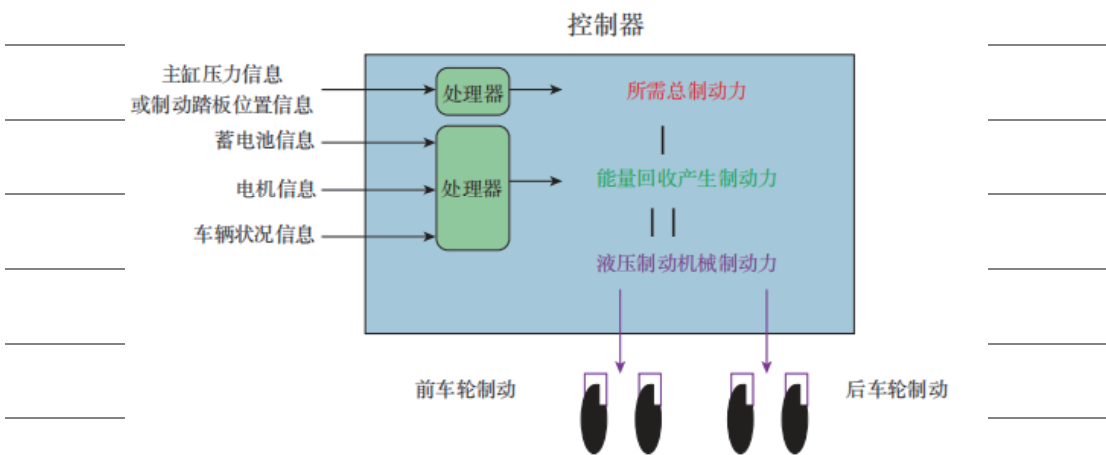 控制器
主缸压力信息
或制动踏板位置信息
处理器
所需总制动力
蓄电池信息
电机信息
处理器
能量回收产生制动力
车辆状况信息
液压制动机械制动力
前车轮制动
后车轮制动